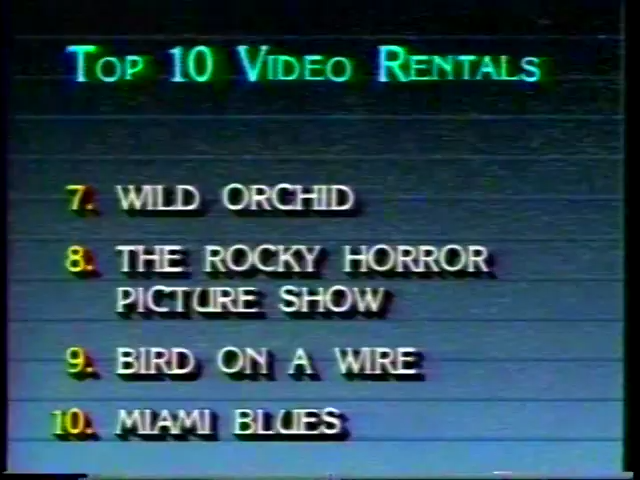 TOP 10 VIDEO RENTALS
7. WILD ORCHID
8. THE ROCKY HORROR
PICTURE SHOW
9. BIRD ON A WIRE
10. MIAMI BLUES